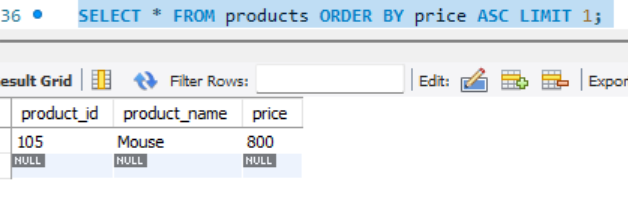 36 SELECT * FROM products ORDER BY price ASC LIMIT 1;
esult Grid Filter Rows: Edit: Expor
product_id product_name price
105 Mouse 800
NULL NULL NULL